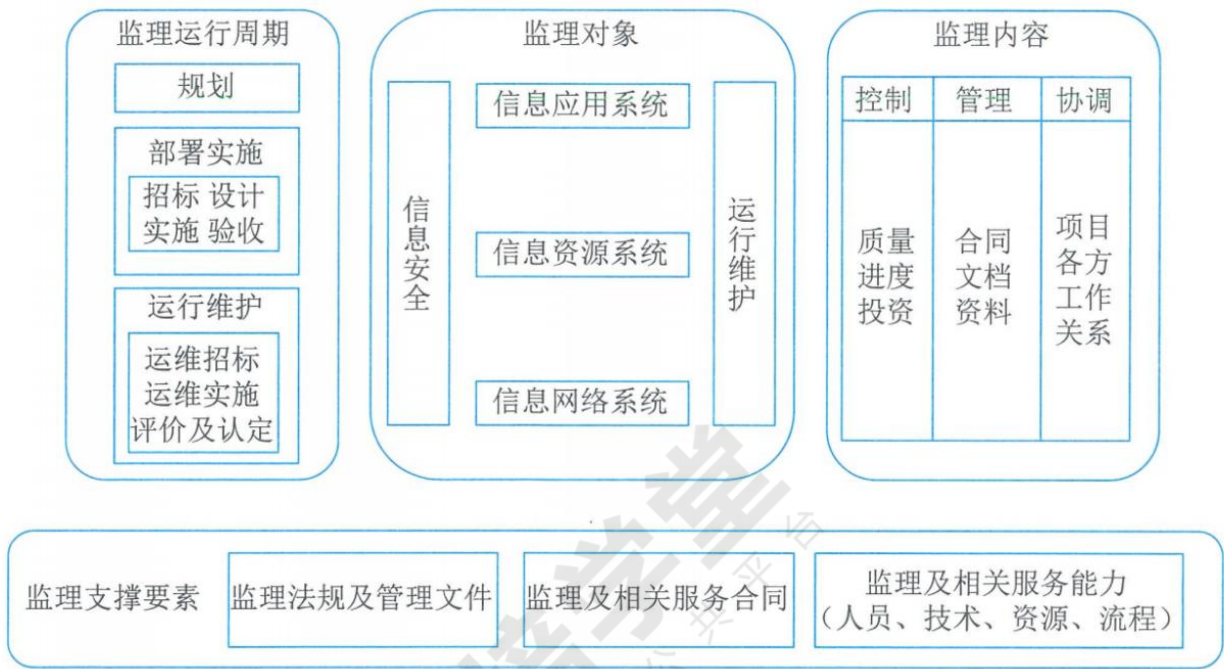 监理运行周期
规划
部署实施
招标 设计
实施 验收
运行维护
运维招标
运维实施
评价及认定
监理对象
信息安全
信息应用系统
信息资源系统
信息网络系统
运行维护
监理内容
控制
管理
协调
质量
进度
投资
合同
文档
资料
项目
各方
工作
关系
监理支撑要素
监理法规及管理文件
监理及相关服务合同
监理及相关服务能力
（人员、技术、资源、流程）
学堂
公共平台